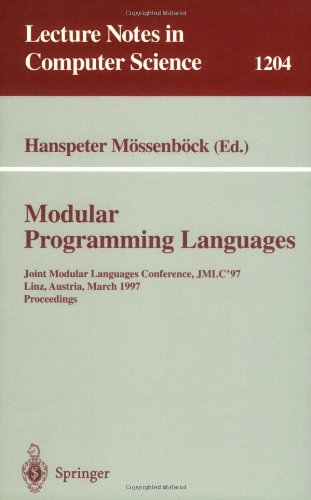 Lecture Notes in
Computer Science 1204
Hanspeter Mössenböck (Ed.)
Modular
Programming Languages
Joint Modular Languages Conference, JMLC'97
Linz, Austria, March 1997
Proceedings
Springer